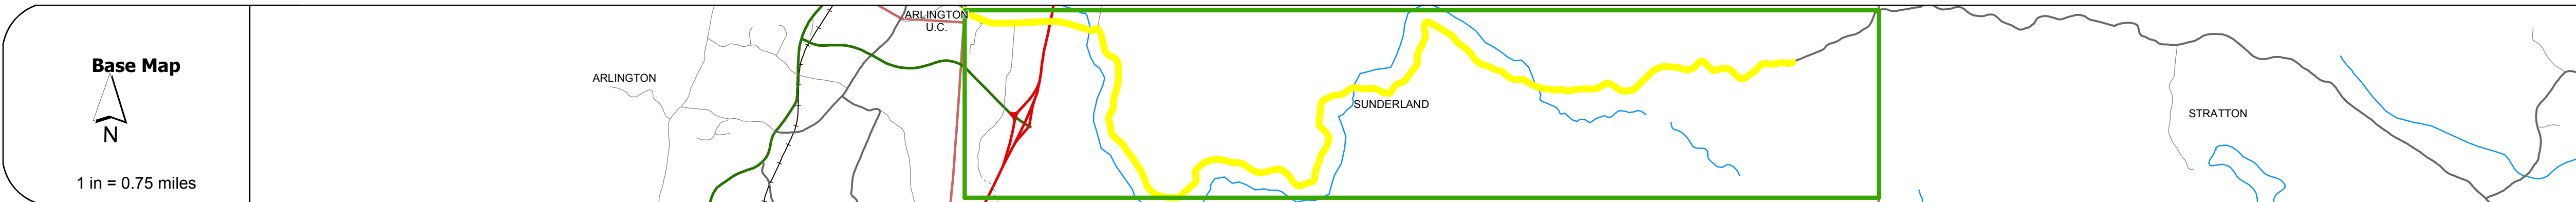 Base Map
N
1 in = 0.75 miles
ARLINGTON
ARLINGTON
U.C.
SUNDERLAND
STRATTON